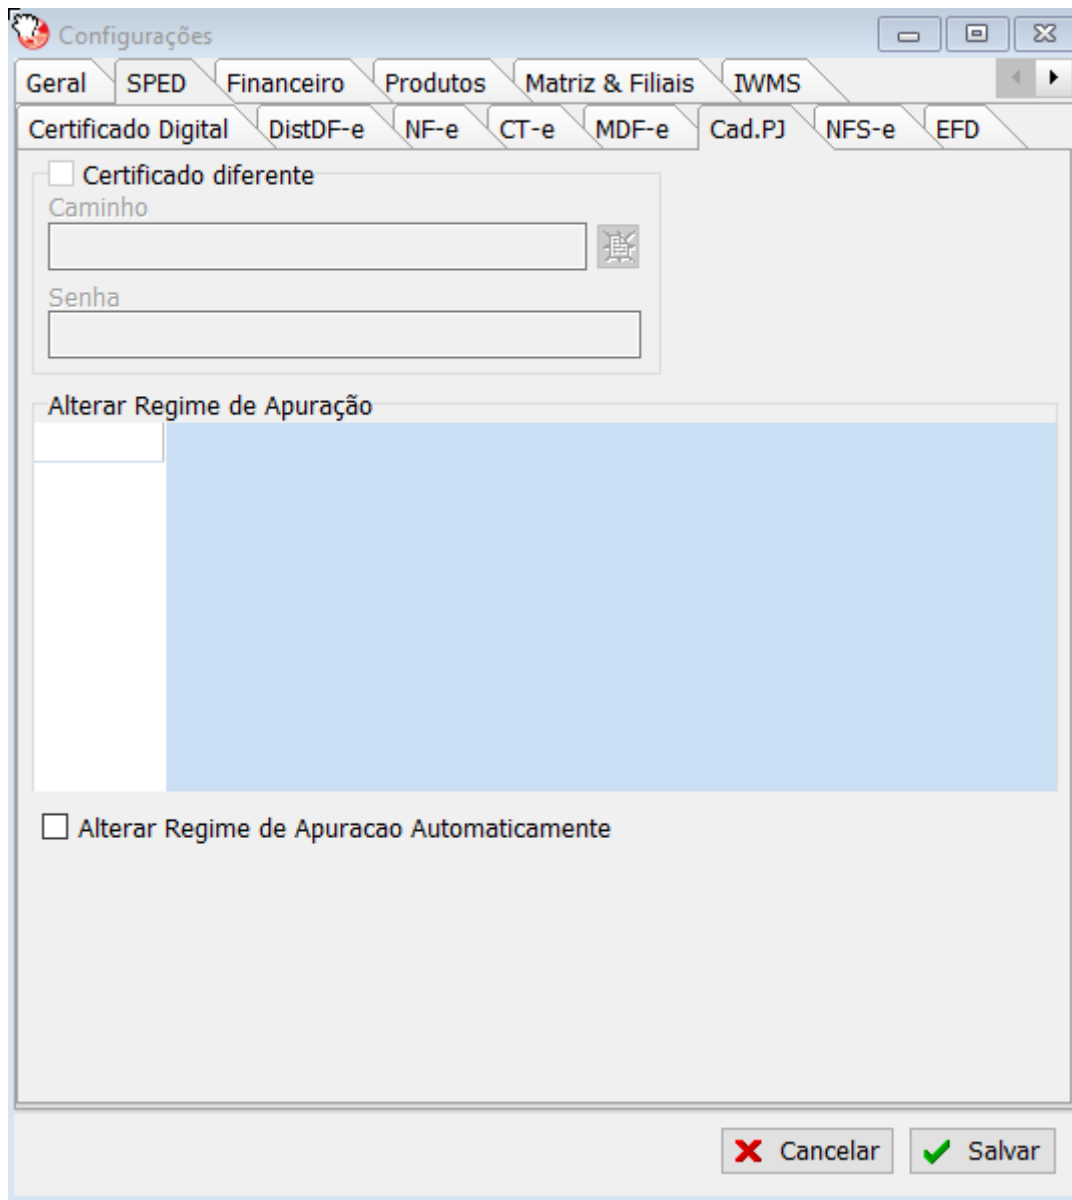 Configurações
Geral SPED Financeiro Produtos Matriz & Filiais IWMS
Certificado Digital DistDF-e NF-e CT-e MDF-e Cad.PJ NFS-e EFD
Certificado diferente
Caminho
Senha
Alterar Regime de Apuração
Alterar Regime de Apuracao Automaticamente
Cancelar Salvar